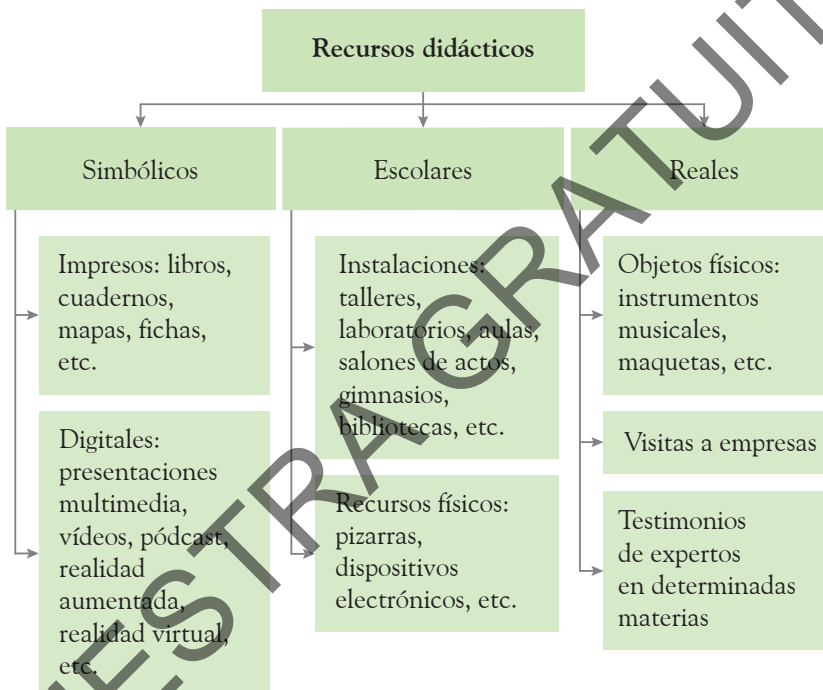 Recursos didácticos
Simbólicos
Impresos: libros,
cuadernos,
mapas, fichas,
etc.
Digitales:
presentaciones
multimedia,
vídeos, pódcast,
realidad
aumentada,
realidad virtual,
etc.
Escolares
Instalaciones:
talleres,
laboratorios, aulas,
salones de actos,
gimnasios,
bibliotecas, etc.
Recursos físicos:
pizarras,
dispositivos
electrónicos, etc.
Reales
Objetos físicos:
instrumentos
musicales,
maquetas, etc.
Visitas a empresas
Testimonios
de expertos
en determinadas
materias
ESTRA GRATUIT